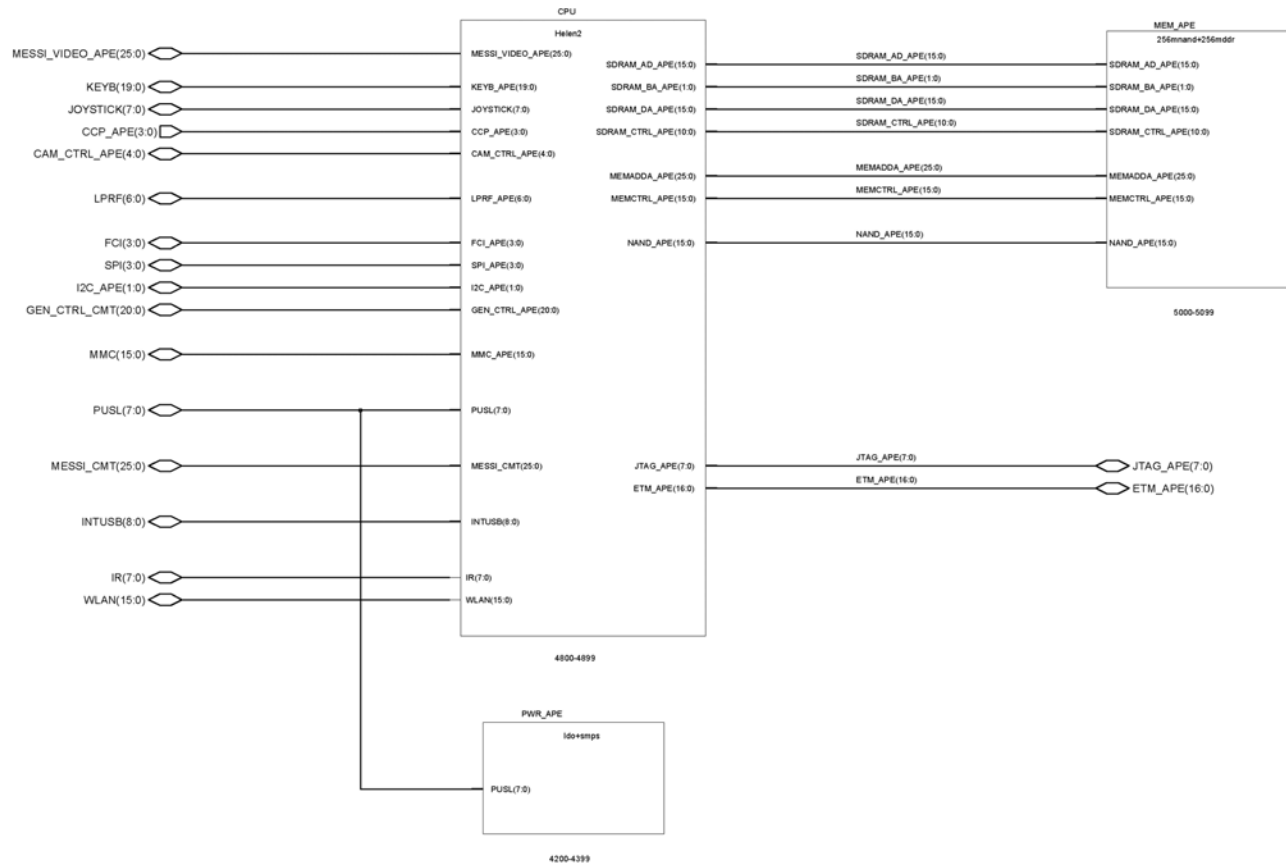 CPU
Helen2
MEM_APE
256mnand+256mddr
MESSI_VIDEO_APE(25:0)
MESSI_VIDEO_APE(25:0)
SDRAM_AD_APE(15:0)
SDRAM_AD_APE(15:0)
SDRAM_AD_APE(15:0)
KEYB(19:0)
KEYB_APE(19:0)
SDRAM_BA_APE(1:0)
SDRAM_BA_APE(1:0)
SDRAM_BA_APE(1:0)
JOYSTICK(7:0)
JOYSTICK(7:0)
SDRAM_DA_APE(15:0)
SDRAM_DA_APE(15:0)
SDRAM_DA_APE(15:0)
CCP_APE(3:0)
CCP_APE(3:0)
SDRAM_CTRL_APE(10:0)
SDRAM_CTRL_APE(10:0)
SDRAM_CTRL_APE(10:0)
CAM_CTRL_APE(4:0)
CAM_CTRL_APE(4:0)
MEMADDA_APE(25:0)
MEMADDA_APE(25:0)
MEMADDA_APE(25:0)
LPRF(6:0)
LPRF_APE(6:0)
MEMCTRL_APE(15:0)
MEMCTRL_APE(15:0)
MEMCTRL_APE(15:0)
FCI(3:0)
FCI_APE(3:0)
NAND_APE(15:0)
NAND_APE(15:0)
NAND_APE(15:0)
SPI(3:0)
SPI_APE(3:0)
I2C_APE(1:0)
I2C_APE(1:0)
GEN_CTRL_CMT(20:0)
GEN_CTRL_APE(20:0)
5000-5099
MMC(15:0)
MMC_APE(15:0)
PUSL(7:0)
PUSL(7:0)
MESSI_CMT(25:0)
MESSI_CMT(25:0)
JTAG_APE(7:0)
JTAG_APE(7:0)
JTAG_APE(7:0)
ETM_APE(16:0)
ETM_APE(16:0)
ETM_APE(16:0)
INTUSB(8:0)
INTUSB(8:0)
IR(7:0)
IR(7:0)
WLAN(15:0)
WLAN(15:0)
4800-4899
PWR_APE
ldo+smps
PUSL(7:0)
4200-4399